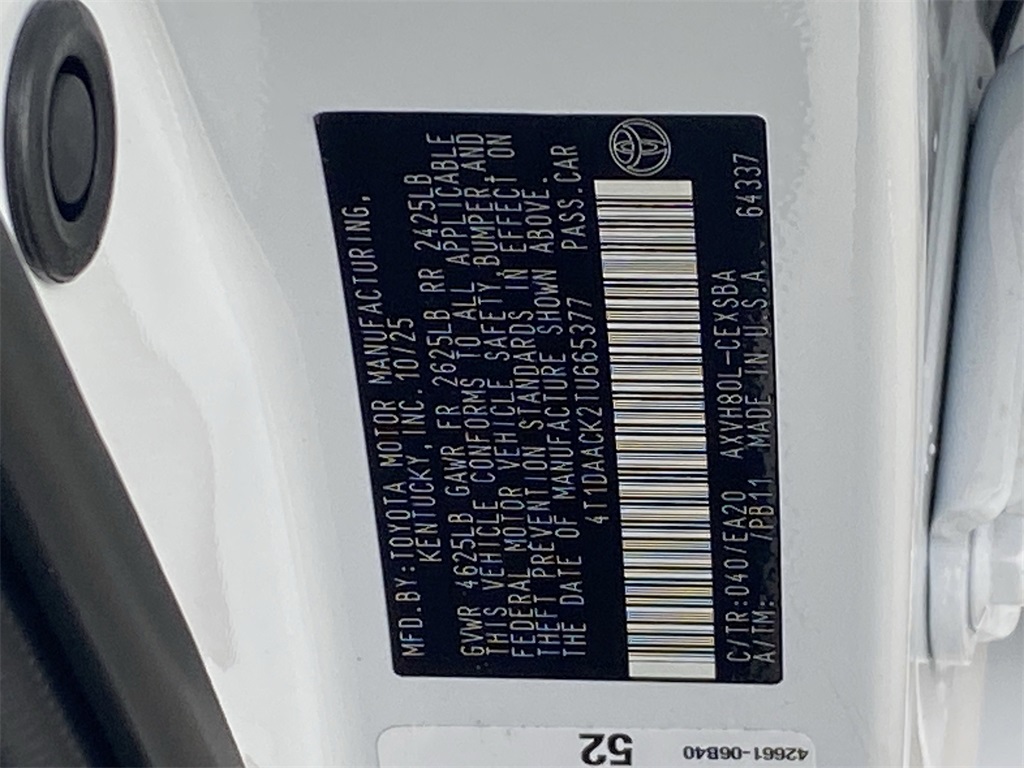 MFD.BY:TOYOTA MOTOR MANUFACTURING,
KENTUCKY, INC. 10/25
GVWR 4625LB GAWR FR 2625LB RR 2425LB
THIS VEHICLE CONFORMS TO ALL APPLICABLE
FEDERAL MOTOR VEHICLE SAFETY,BUMPER AND
THEFT PREVENTION STANDARDS IN EFFECT ON
THE DATE OF MANUFACTURE SHOWN ABOVE.
4T1DAACK2TU665377 PASS.CAR
C/TR:040/EA20 AXVH80L-CEXSBA 64337
A/TM: /PB11 MADE IN U.S.A.
52
42661-06B40